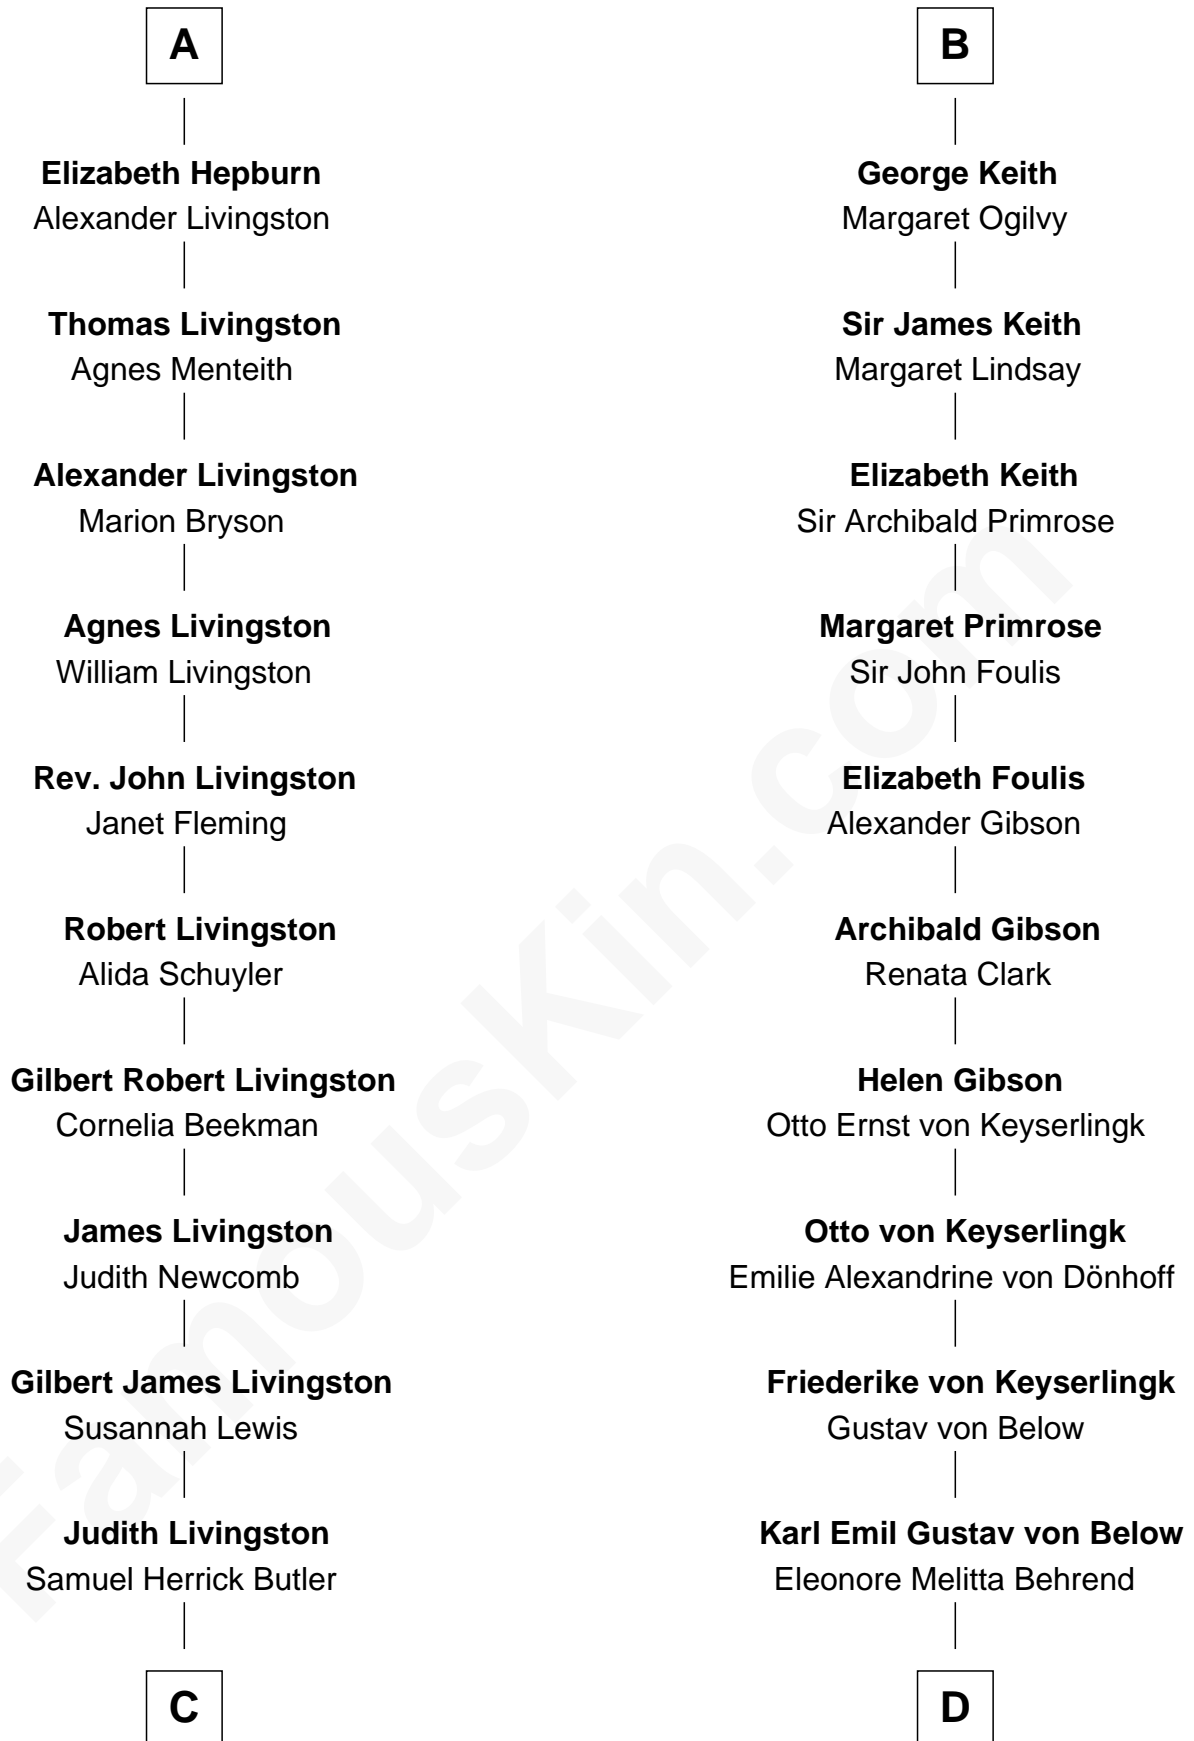 A
Elizabeth Hepburn
Alexander Livingston
Thomas Livingston
Agnes Menteith
Alexander Livingston
Marion Bryson
Agnes Livingston
William Livingston
Rev. John Livingston
Janet Fleming
Robert Livingston
Alida Schuyler
Gilbert Robert Livingston
Cornelia Beekman
James Livingston
Judith Newcomb
Gilbert James Livingston
Susannah Lewis
Judith Livingston
Samuel Herrick Butler
C
B
George Keith
Margaret Ogilvy
Sir James Keith
Margaret Lindsay
Elizabeth Keith
Sir Archibald Primrose
Margaret Primrose
Sir John Foulis
Elizabeth Foulis
Alexander Gibson
Archibald Gibson
Renata Clark
Helen Gibson
Otto Ernst von Keyserlingk
Otto von Keyserlingk
Emilie Alexandrine von Dönhoff
Friederike von Keyserlingk
Gustav von Below
Karl Emil Gustav von Below
Eleonore Melitta Behrend
D
FamousKin.com